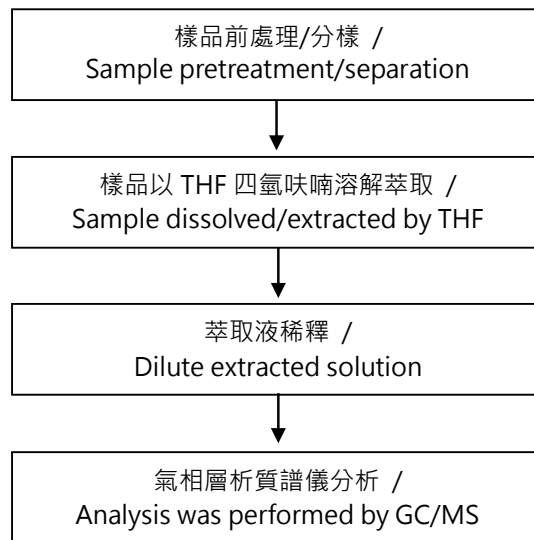 樣品前處理/分樣 /
Sample pretreatment/separation
樣品以 THF 四氫呋喃溶解萃取 /
Sample dissolved/extracted by THF
萃取液稀釋 /
Dilute extracted solution
氣相層析質譜儀分析 /
Analysis was performed by GC/MS